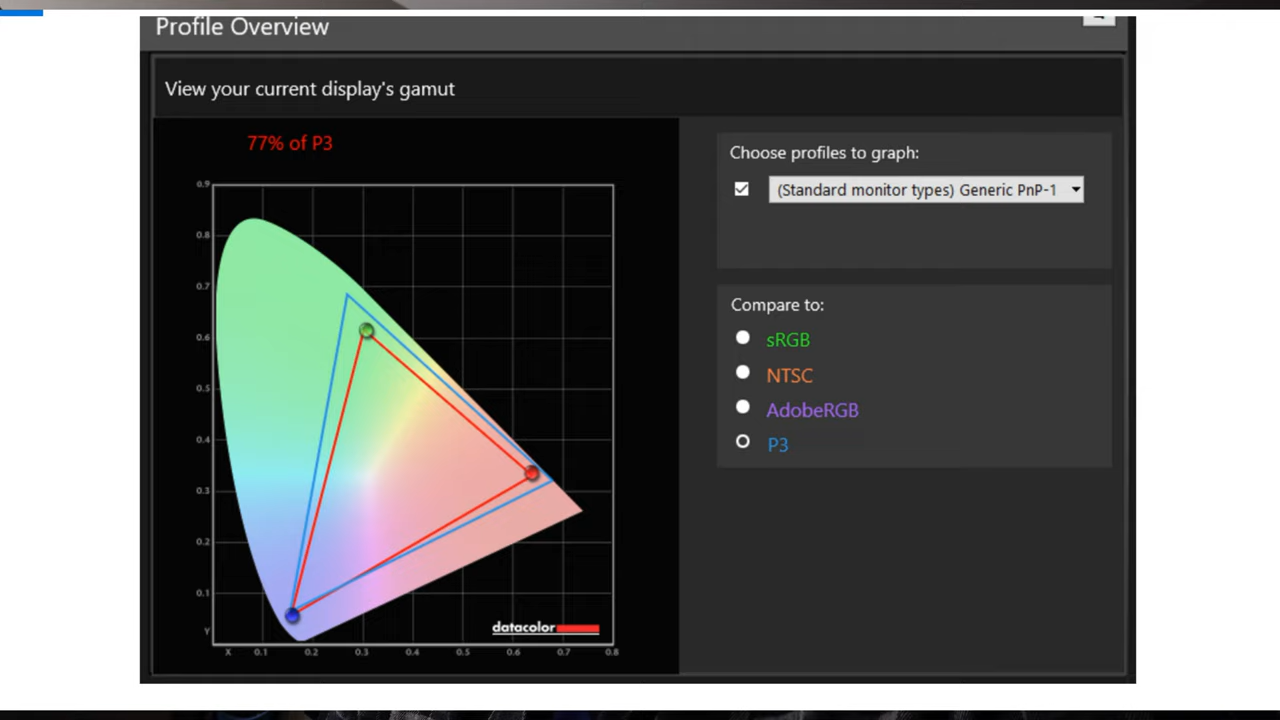 Profile Overview
View your current display's gamut
77% of P3
Choose profiles to graph:
(Standard monitor types) Generic PnP-1
Compare to:
sRGB
NTSC
AdobeRGB
P3
0.9
0.8
0.7
0.6
0.5
0.4
0.3
0.2
0.1
Y
X 0.1 0.2 0.3 0.4 0.5 0.6 0.7 0.8
datacolor